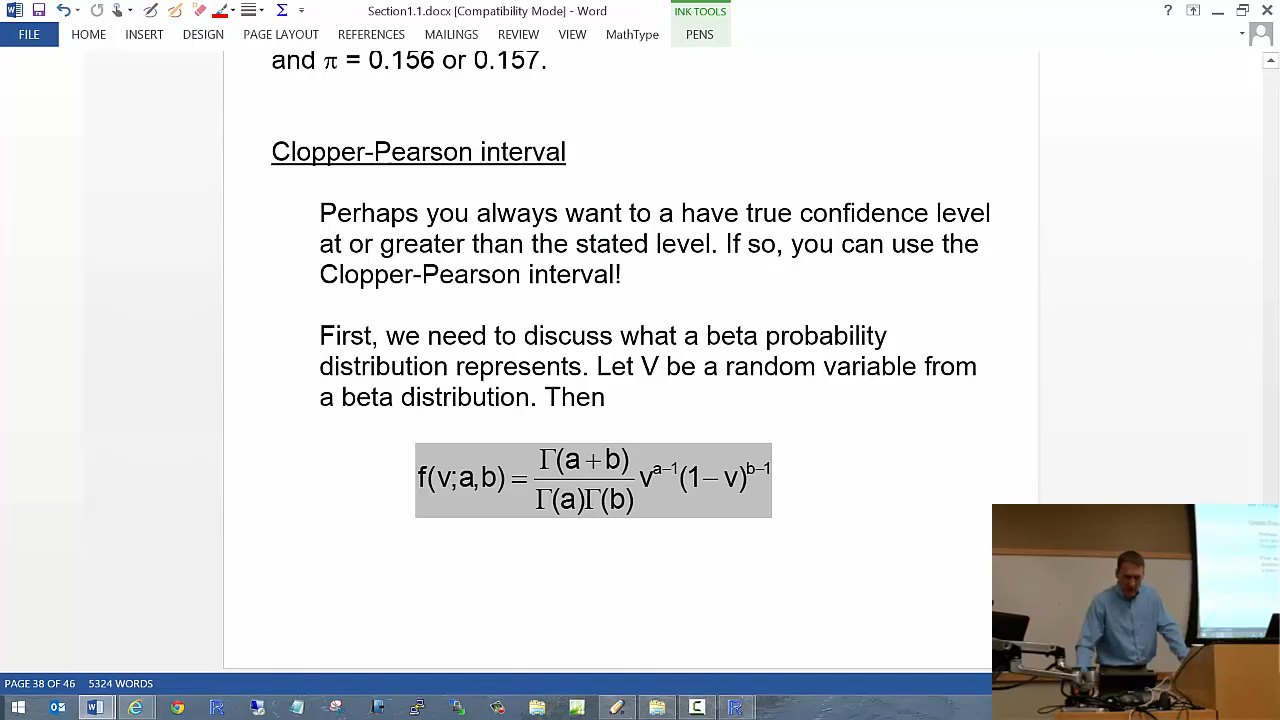 Section1.1.docx [Compatibility Mode] - Word
INK TOOLS
FILE HOME INSERT DESIGN PAGE LAYOUT REFERENCES MAILINGS REVIEW VIEW MathType PENS
and π = 0.156 or 0.157.
Clopper-Pearson interval
Perhaps you always want to a have true confidence level
at or greater than the stated level. If so, you can use the
Clopper-Pearson interval!
First, we need to discuss what a beta probability
distribution represents. Let V be a random variable from
a beta distribution. Then
f(v;a,b) = Γ(a+b) / Γ(a)Γ(b) v^(a−1) (1−v)^(b−1)
PAGE 38 OF 46 5324 WORDS